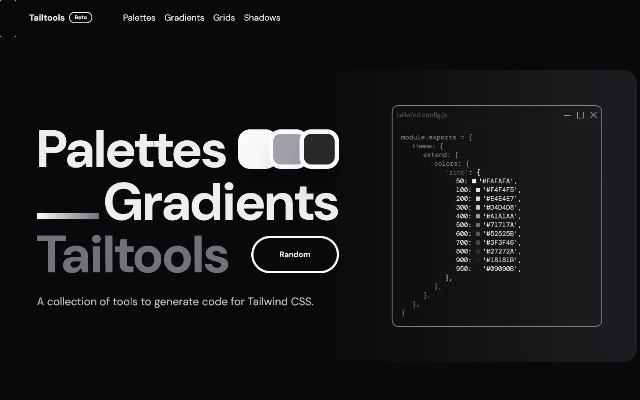 Tailtools Beta Palettes Gradients Grids Shadows
Palettes
Gradients
Tailtools
Random
A collection of tools to generate code for Tailwind CSS.
tailwind.config.js
module.exports = {
theme: {
extend: {
colors: {
'zinc': {
50: '#FAFAFA',
100: '#F4F4F5',
200: '#E4E4E7',
300: '#D4D4D8',
400: '#A1A1AA',
500: '#71717A',
600: '#52525B',
700: '#3F3F46',
800: '#27272A',
900: '#18181B',
950: '#09090B',
},
},
},
},
}